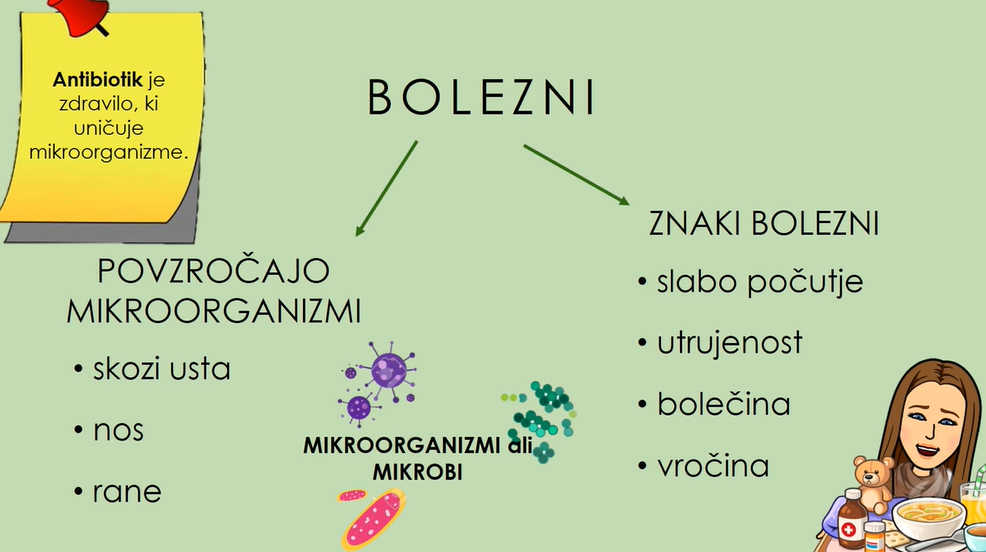 Antibiotik je
zdravilo, ki
uničuje
mikroorganizme.
BOLEZNI
POVZROČAJO
MIKROORGANIZMI
• skozi usta
• nos
• rane
MIKROORGANIZMI ali
MIKROBI
ZNAKI BOLEZNI
• slabo počutje
• utrujenost
• bolečina
• vročina